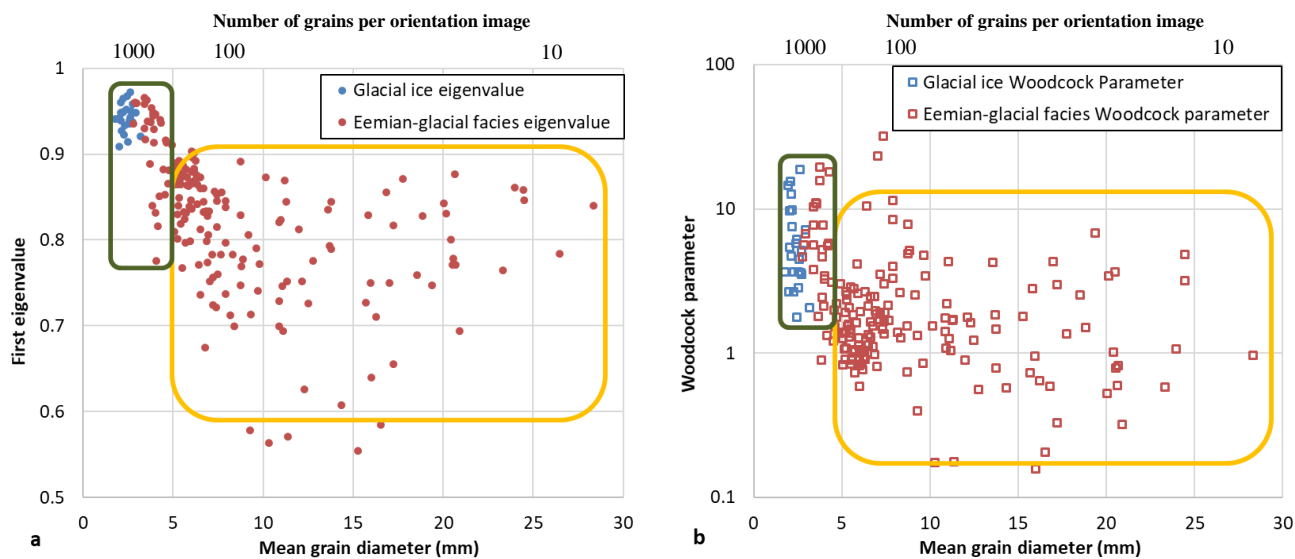 Number of grains per orientation image
1000 100 10
1
0.9
0.8
0.7
0.6
0.5
First eigenvalue
Glacial ice eigenvalue
Eemian-glacial facies eigenvalue
0 5 10 15 20 25 30
a
Mean grain diameter (mm)
Number of grains per orientation image
1000 100 10
100
10
1
0.1
Woodcock parameter
Glacial ice Woodcock Parameter
Eemian-glacial facies Woodcock parameter
0 5 10 15 20 25 30
b
Mean grain diameter (mm)